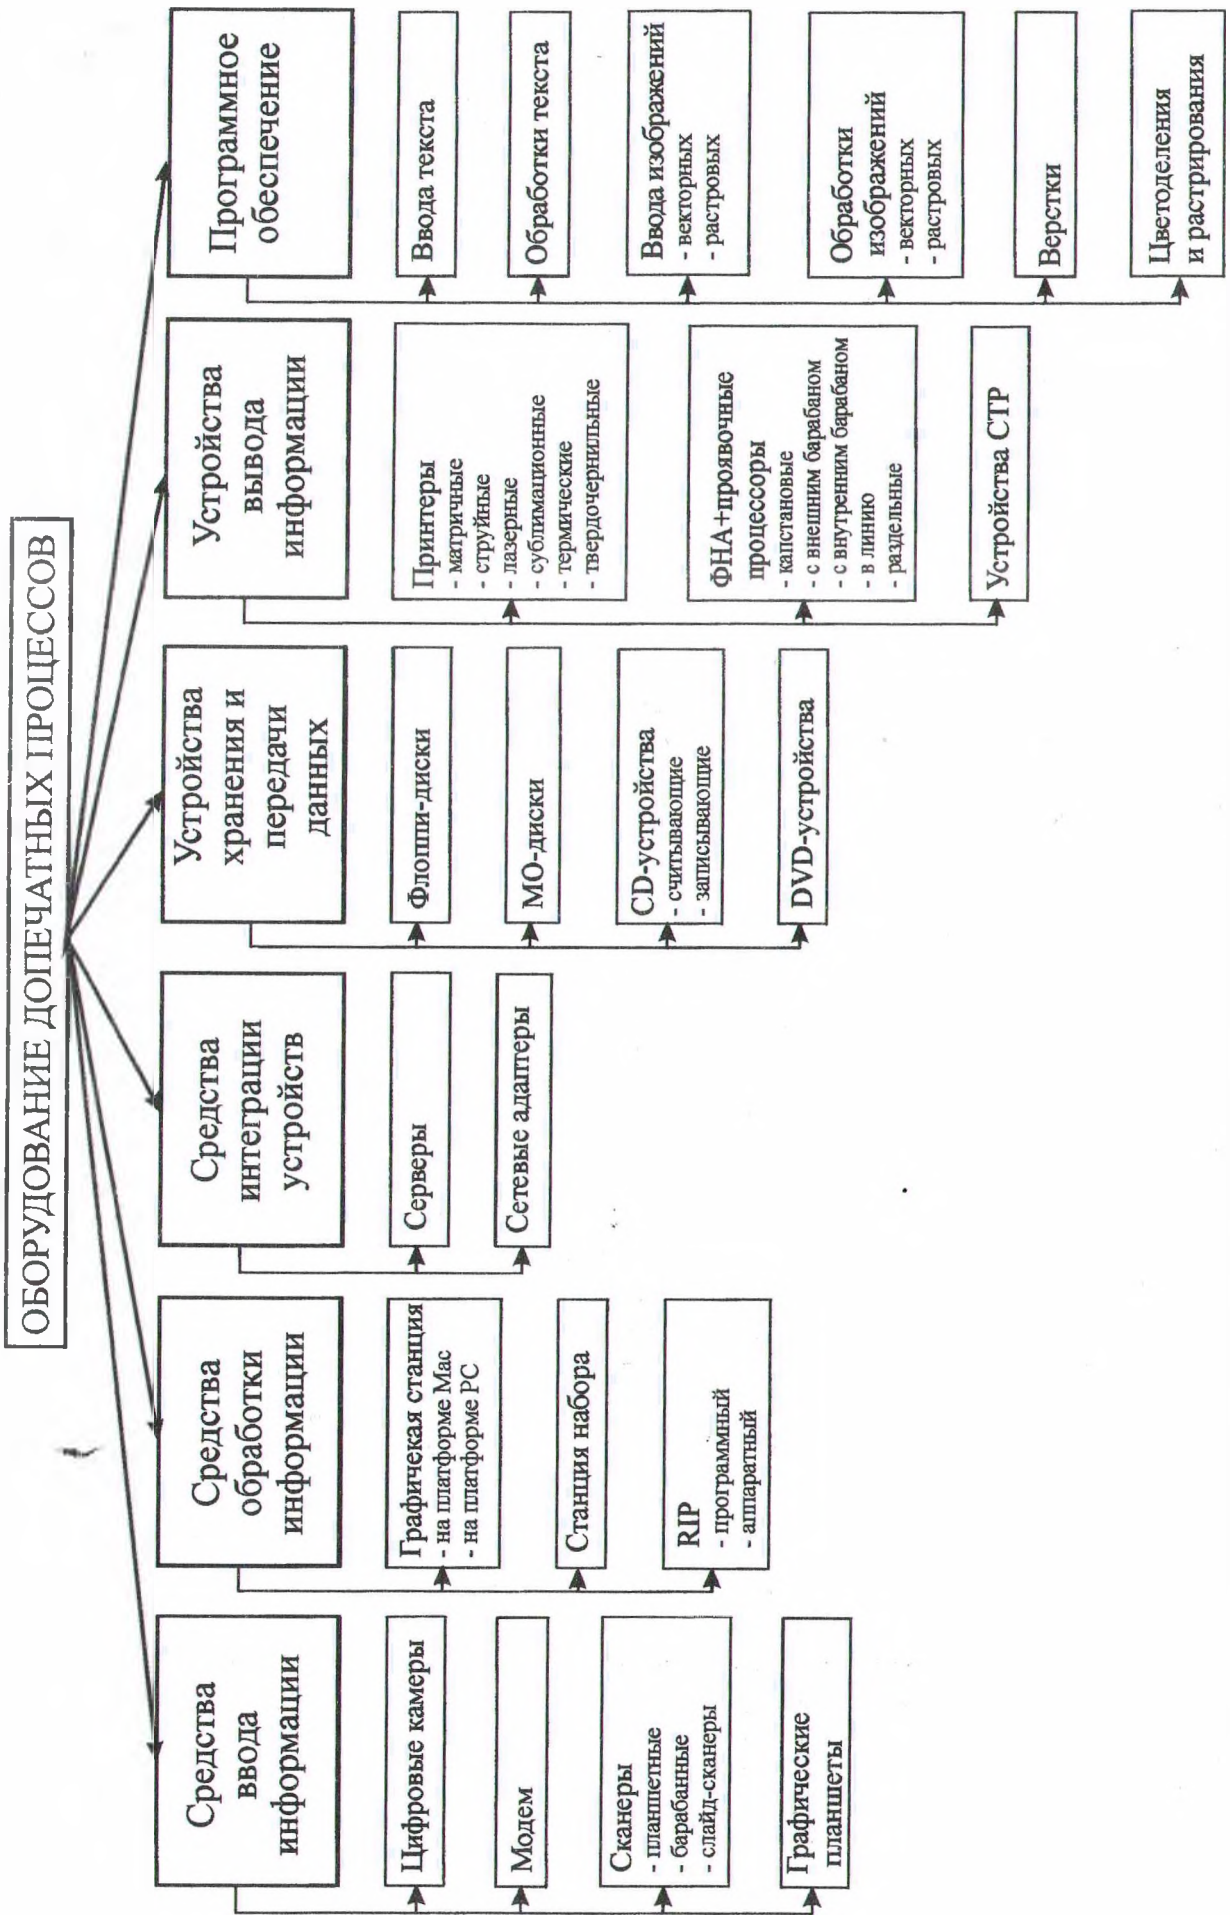 ОБОРУДОВАНИЕ ДОПЕЧАТНЫХ ПРОЦЕССОВ
Средства
ввода
информации
Цифровые камеры
Модем
Сканеры
- планшетные
- барабанные
- слайд-сканеры
Графические
планшеты
Средства
обработки
информации
Графичекая станция
- на платформе Mac
- на платформе PC
Станция набора
RIP
- программный
- аппаратный
Средства
интеграции
устройств
Серверы
Сетевые адаптеры
Устройства
хранения и
передачи
данных
Флоппи-диски
МО-диски
CD-устройства
- считывающие
- записывающие
DVD-устройства
Устройства
вывода
информации
Принтеры
- матричные
- струйные
- лазерные
- сублимационные
- термические
- твердочернильные
ФНА+проявочные
процессоры
- капстановые
- с внешним барабаном
- с внутренним барабаном
- в линию
- раздельные
Устройства СТР
Программное
обеспечение
Ввода текста
Обработки текста
Ввода изображений
- векторных
- растровых
Обработки
изображений
- векторных
- растровых
Верстки
Цветоделения
и растрирования